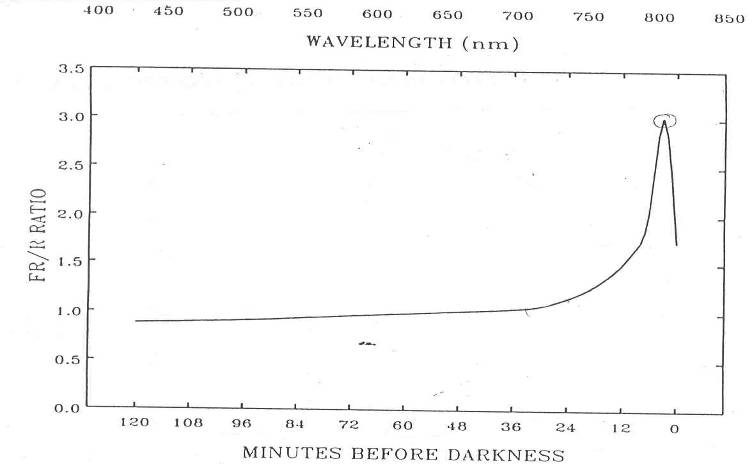 400 450 500 550 600 650 700 750 800 850
WAVELENGTH (nm)
3.5
3.0
2.5
2.0
1.5
1.0
0.5
0.0
FR/R RATIO
120 108 96 84 72 60 48 36 24 12 0
MINUTES BEFORE DARKNESS